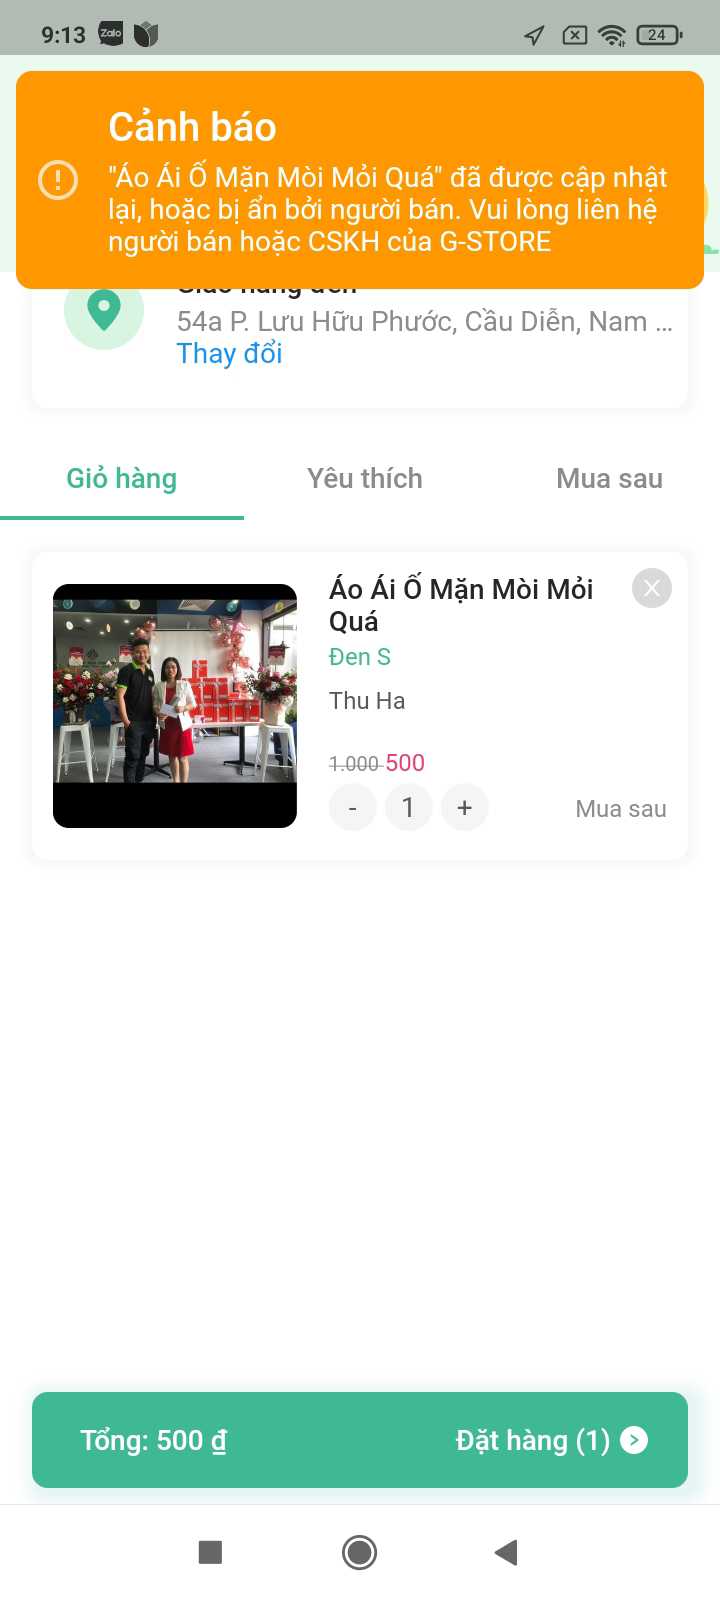 9:13
Zalo
24
Cảnh báo
"Áo Ái Ố Mặn Mòi Mỏi Quá" đã được cập nhật
lại, hoặc bị ẩn bởi người bán. Vui lòng liên hệ
người bán hoặc CSKH của G-STORE
Giao hàng đến
54a P. Lưu Hữu Phước, Cầu Diễn, Nam ...
Thay đổi
Giỏ hàng
Yêu thích
Mua sau
Áo Ái Ố Mặn Mòi Mỏi
Quá
Đen S
Thu Ha
1.000 500
- 1 +
Mua sau
Tổng: 500 ₫
Đặt hàng (1)